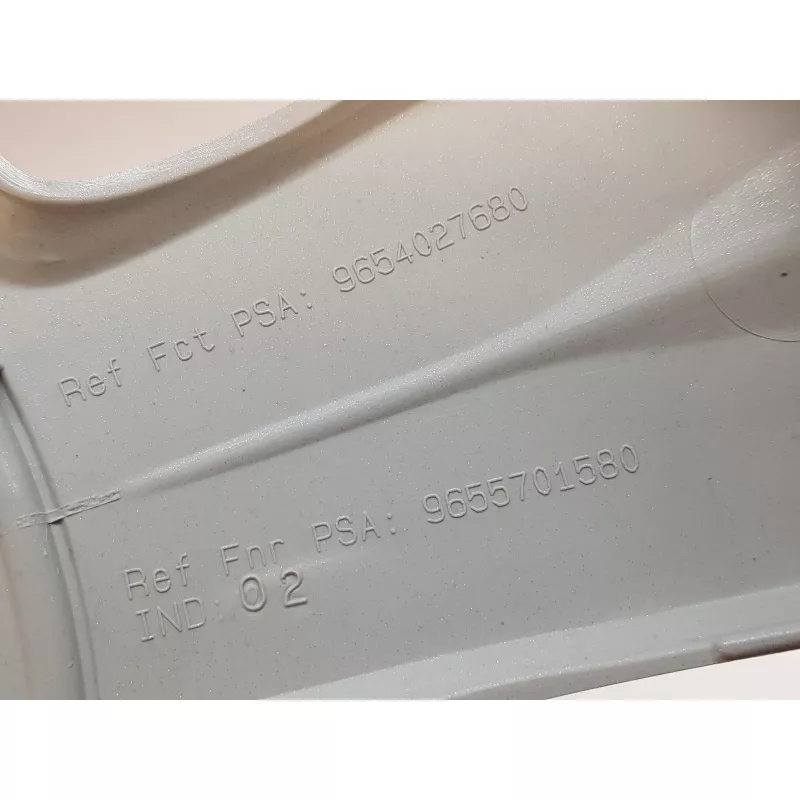 Ref Fct PSA: 9654027680
Ref Fnr PSA: 9655701580
IND: 02